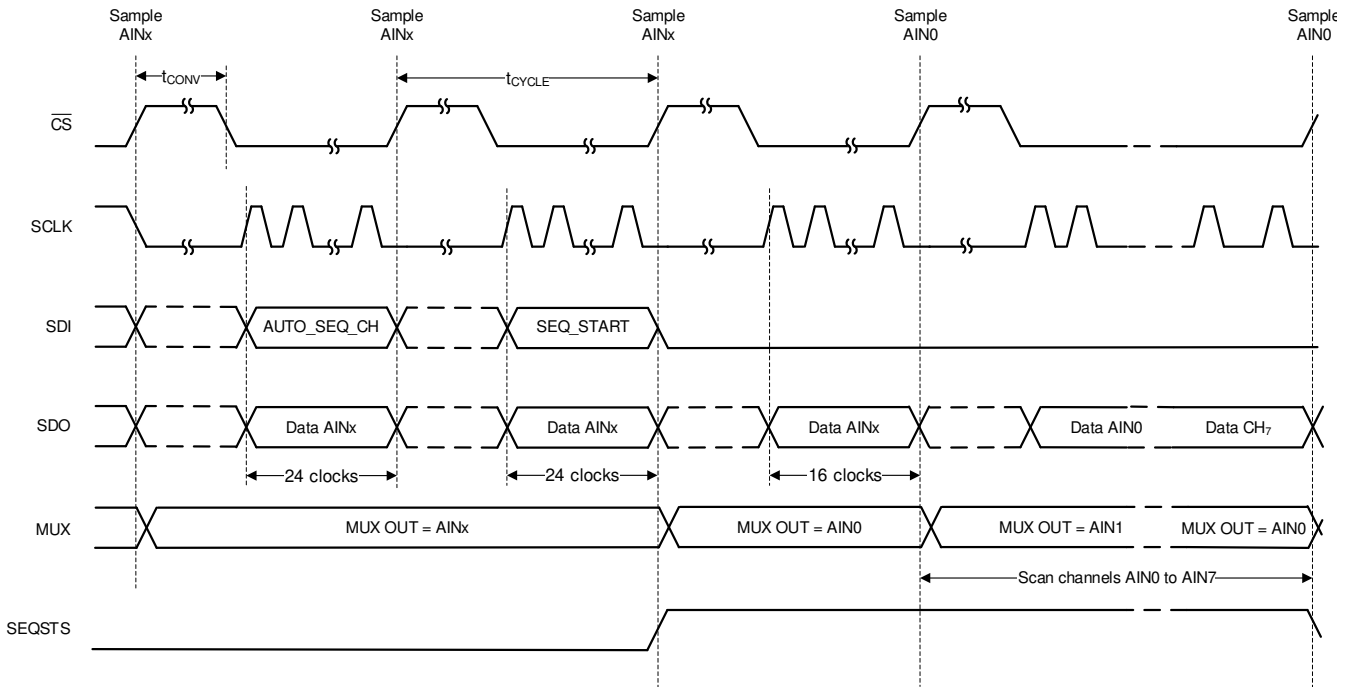 Sample
AINx
Sample
AINx
Sample
AINx
Sample
AIN0
Sample
AIN0
tCONV
tCYCLE
CS
SCLK
SDI
AUTO_SEQ_CH
SEQ_START
SDO
Data AINx
Data AINx
Data AINx
Data AIN0
Data CH7
24 clocks
24 clocks
16 clocks
MUX
MUX OUT = AINx
MUX OUT = AIN0
MUX OUT = AIN1
MUX OUT = AIN0
Scan channels AIN0 to AIN7
SEQSTS